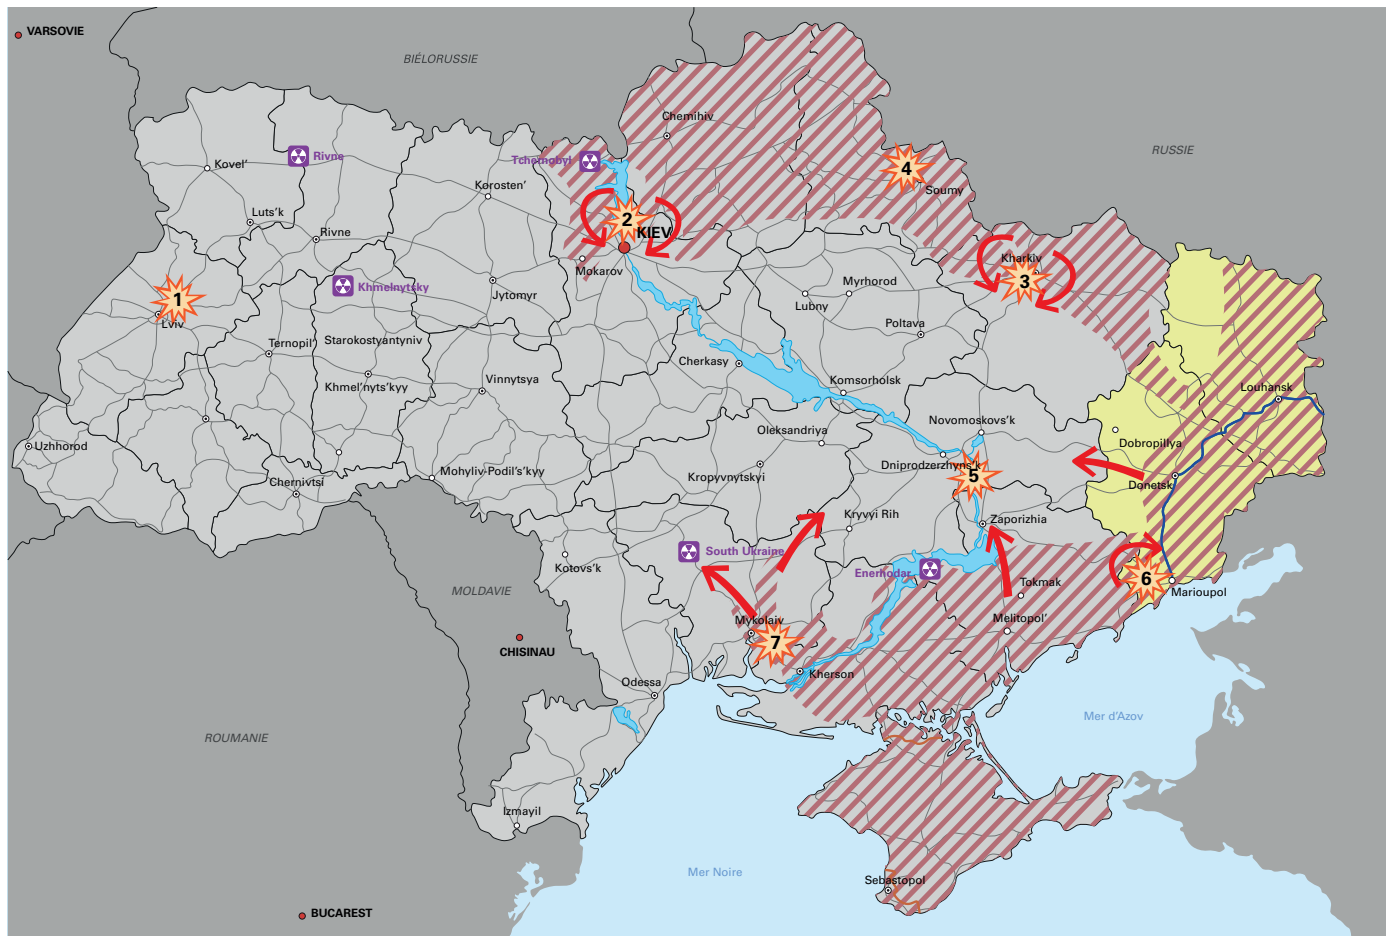 VARSOVIE
BIÉLORUSSIE
RUSSIE
Chernihiv
Rivne
Tchernobyl
Kovel’
4
Soumy
Korosten’
Luts’k
2
KIEV
Rivne
Kharkiv
Mokarov
3
Khmelnytsky
Jytomyr
Myrhorod
1
Lviv
Lubny
Poltava
Ternopil’
Starokostyantyniv
Cherkasy
Khmel’nyts’kyy
Vinnytsya
Komsorholsk
Louhansk
Novomoskovs’k
Oleksandriya
Dobropillya
Uzhhorod
Mohyliv-Podil’s’kyy
Dniprodzerzhyns’k
5
Kropyvnytskyi
Chernivtsi
Donetsk
Kryvyi Rih
Zaporizhia
South Ukraine
Kotovs’k
Enerhodar
6
Tokmak
MOLDAVIE
Marioupol
Mykolaiv
Melitopol’
7
CHISINAU
Kherson
Odessa
Mer d’Azov
ROUMANIE
Izmayil
Mer Noire
Sebastopol
BUCAREST